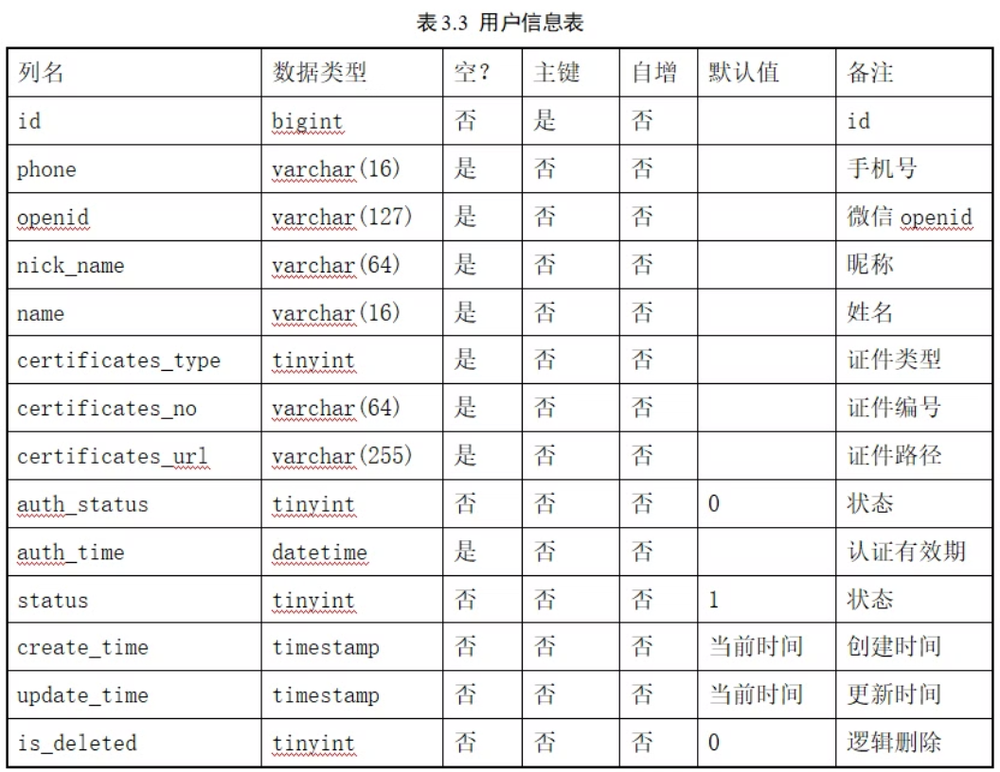 表 3.3 用户信息表
列名 数据类型 空? 主键 自增 默认值 备注
id bigint 否 是 否 id
phone varchar(16) 是 否 否 手机号
openid varchar(127) 是 否 否 微信 openid
nick_name varchar(64) 是 否 否 昵称
name varchar(16) 是 否 否 姓名
certificates_type tinyint 是 否 否 证件类型
certificates_no varchar(64) 是 否 否 证件编号
certificates_url varchar(255) 是 否 否 证件路径
auth_status tinyint 否 否 否 0 状态
auth_time datetime 是 否 否 认证有效期
status tinyint 否 否 否 1 状态
create_time timestamp 否 否 否 当前时间 创建时间
update_time timestamp 否 否 否 当前时间 更新时间
is_deleted tinyint 否 否 否 0 逻辑删除